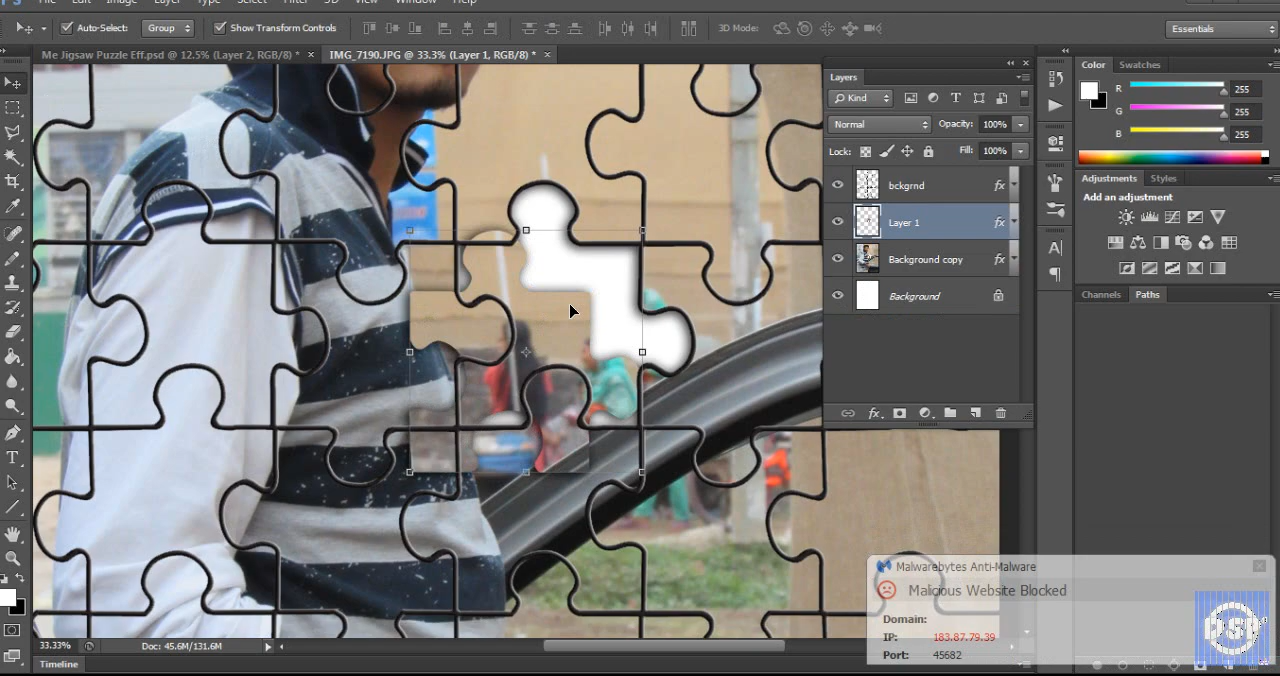 Auto-Select:
Group
Show Transform Controls
3D Mode:
Essentials
Me Jigsaw Puzzle Eff.psd @ 12.5% (Layer 2, RGB/8) *
IMG_7190.JPG @ 33.3% (Layer 1, RGB/8) *
Layers
Kind
Normal
Opacity: 100%
Lock:
Fill: 100%
bckgrnd fx
Layer 1 fx
Background copy fx
Background
Color Swatches
R 255
G 255
B 255
Adjustments Styles
Add an adjustment
Channels Paths
33.33%
Doc: 45.6M/131.6M
Timeline
Malwarebytes Anti-Malware
Malicious Website Blocked
Domain:
IP: 183.87.79.39
Port: 45682